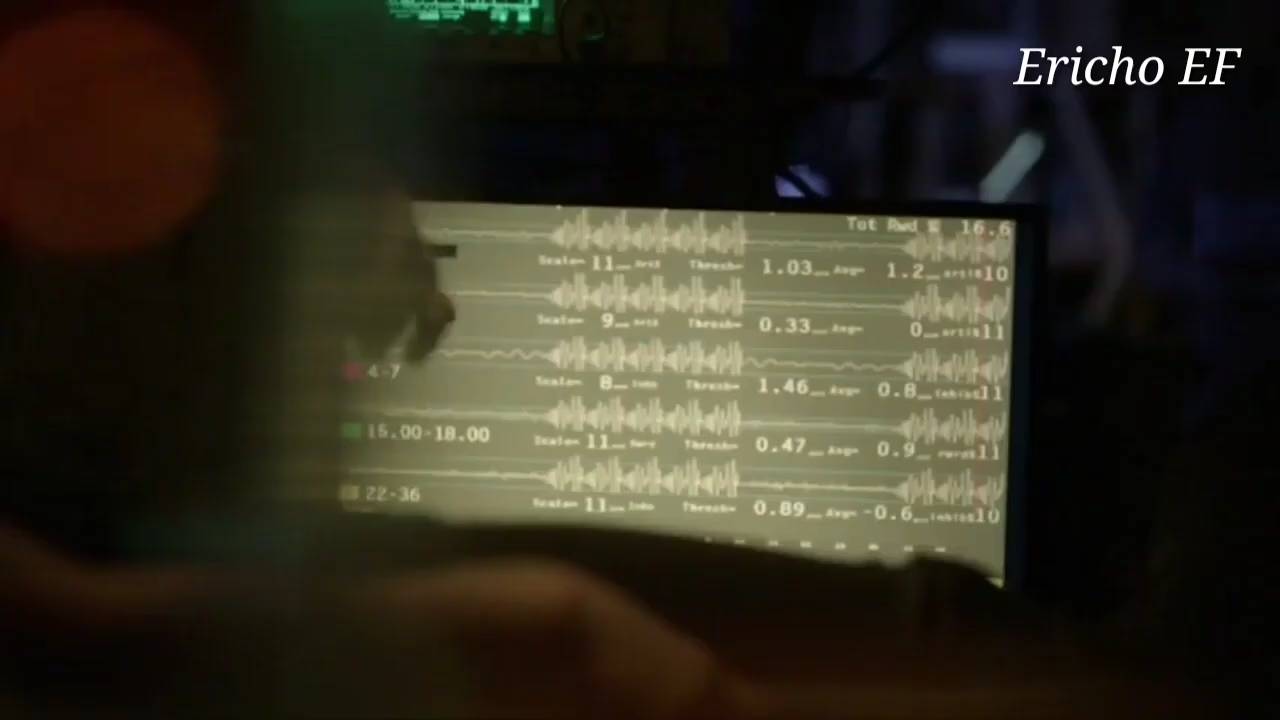 Ericho EF
Tot Rwd % 16.6
Scale= 11 Thresh= 1.03 Avg= 1.2 10
Scale= 9 Thresh= 0.33 Avg= 0 11
4-7
Scale= 8 Thresh= 1.46 Avg= 0.8 11
15.00-18.00
Scale= 11 Thresh= 0.47 Avg= 0.9 11
22-36
Scale= 11 Thresh= 0.89 Avg= -0.6 10